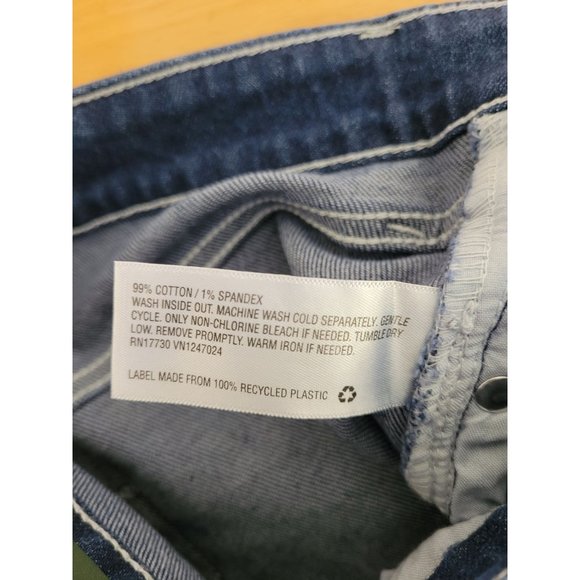 99% COTTON / 1% SPANDEX
WASH INSIDE OUT. MACHINE WASH COLD SEPARATELY. GENTLE
CYCLE. ONLY NON-CHLORINE BLEACH IF NEEDED. TUMBLE DRY
LOW. REMOVE PROMPTLY. WARM IRON IF NEEDED.
RN17730 VN1247024
LABEL MADE FROM 100% RECYCLED PLASTIC